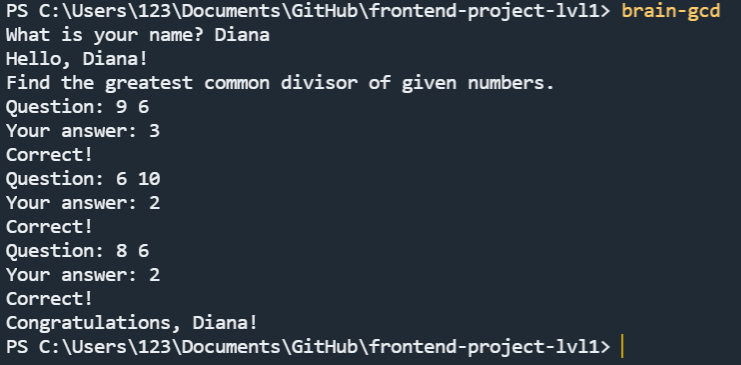 PS C:\Users\123\Documents\GitHub\frontend-project-lvl1> brain-gcd
What is your name? Diana
Hello, Diana!
Find the greatest common divisor of given numbers.
Question: 9 6
Your answer: 3
Correct!
Question: 6 10
Your answer: 2
Correct!
Question: 8 6
Your answer: 2
Correct!
Congratulations, Diana!
PS C:\Users\123\Documents\GitHub\frontend-project-lvl1>